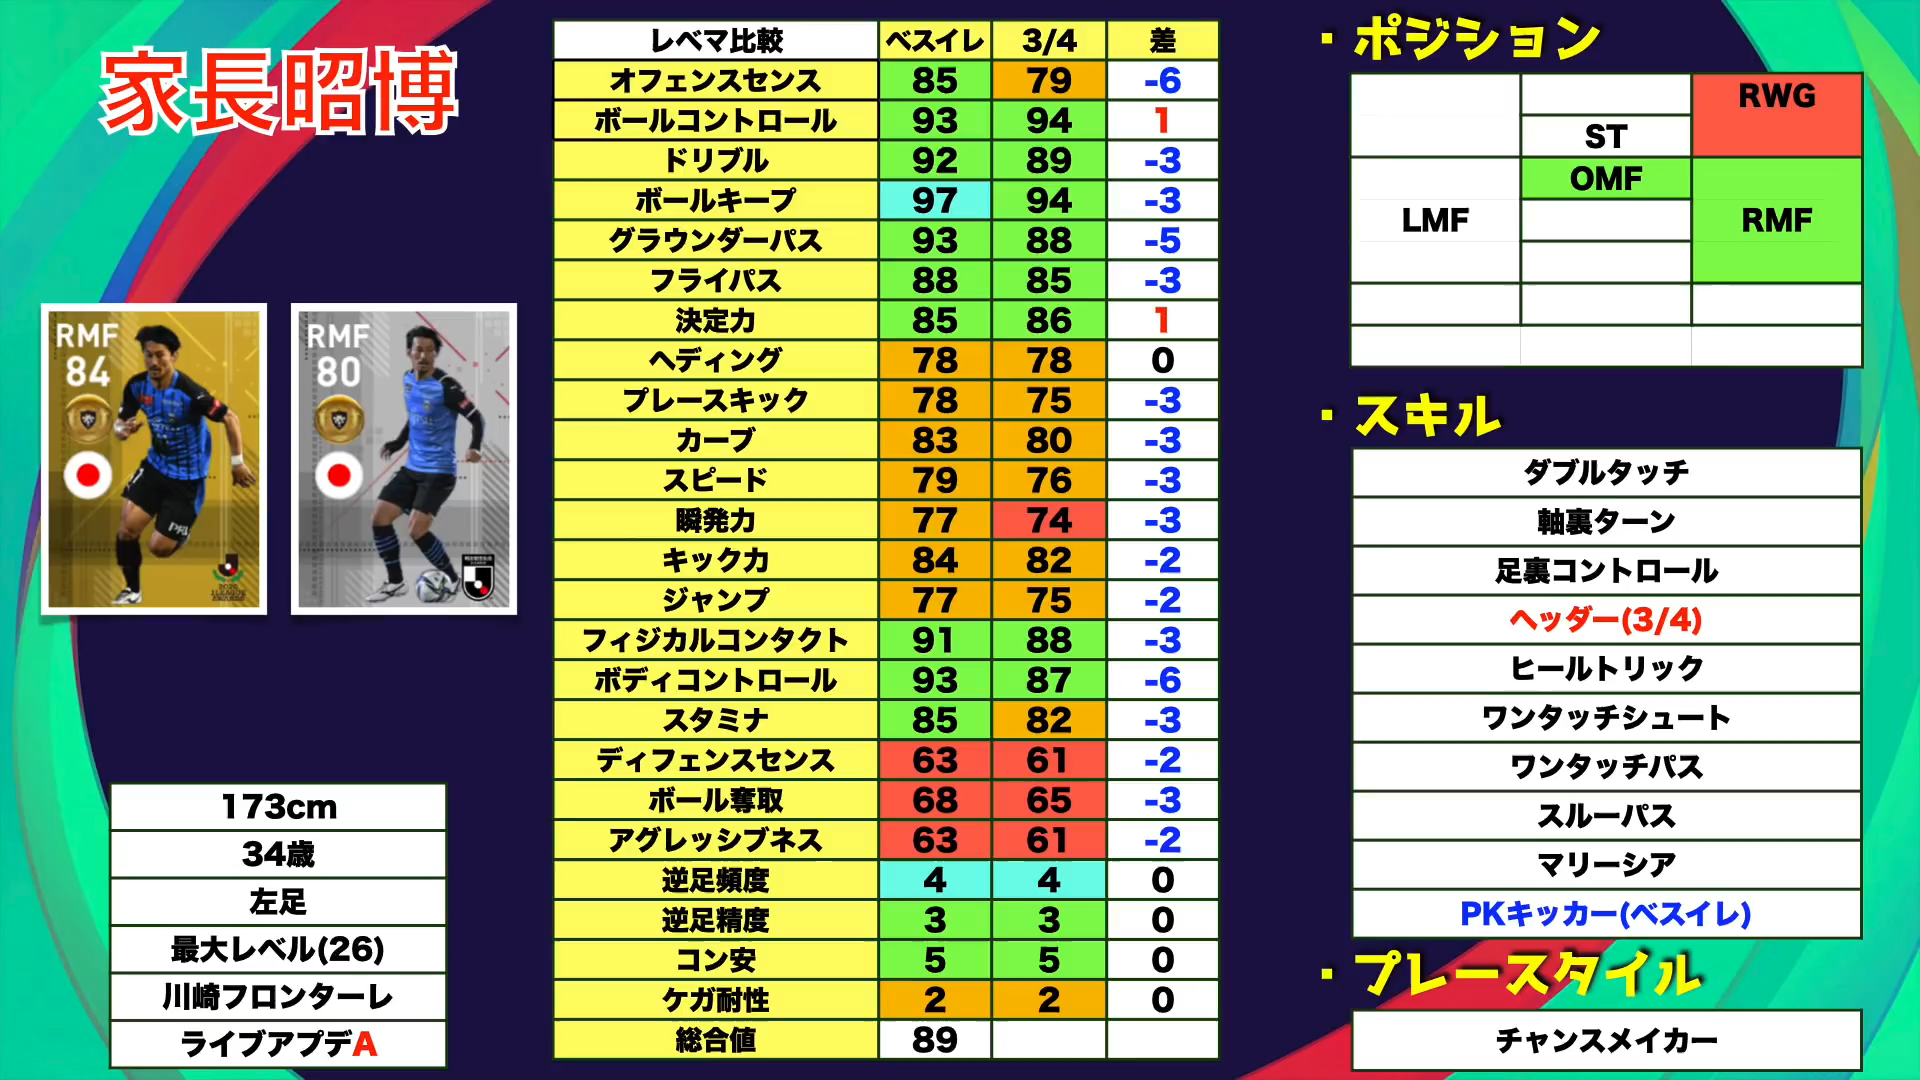 家長昭博
RMF
84
RMF
80
173cm
34歳
左足
最大レベル(26)
川崎フロンターレ
ライブアプデA
レベマ比較 ベスイレ 3/4 差
オフェンスセンス 85 79 -6
ボールコントロール 93 94 1
ドリブル 92 89 -3
ボールキープ 97 94 -3
グラウンダーパス 93 88 -5
フライパス 88 85 -3
決定力 85 86 1
ヘディング 78 78 0
プレースキック 78 75 -3
カーブ 83 80 -3
スピード 79 76 -3
瞬発力 77 74 -3
キック力 84 82 -2
ジャンプ 77 75 -2
フィジカルコンタクト 91 88 -3
ボディコントロール 93 87 -6
スタミナ 85 82 -3
ディフェンスセンス 63 61 -2
ボール奪取 68 65 -3
アグレッシブネス 63 61 -2
逆足頻度 4 4 0
逆足精度 3 3 0
コン安 5 5 0
ケガ耐性 2 2 0
総合値 89
・ポジション
RWG
ST
OMF
LMF RMF
・スキル
ダブルタッチ
軸裏ターン
足裏コントロール
ヘッダー(3/4)
ヒールトリック
ワンタッチシュート
ワンタッチパス
スルーパス
マリーシア
PKキッカー(ベスイレ)
・プレースタイル
チャンスメイカー